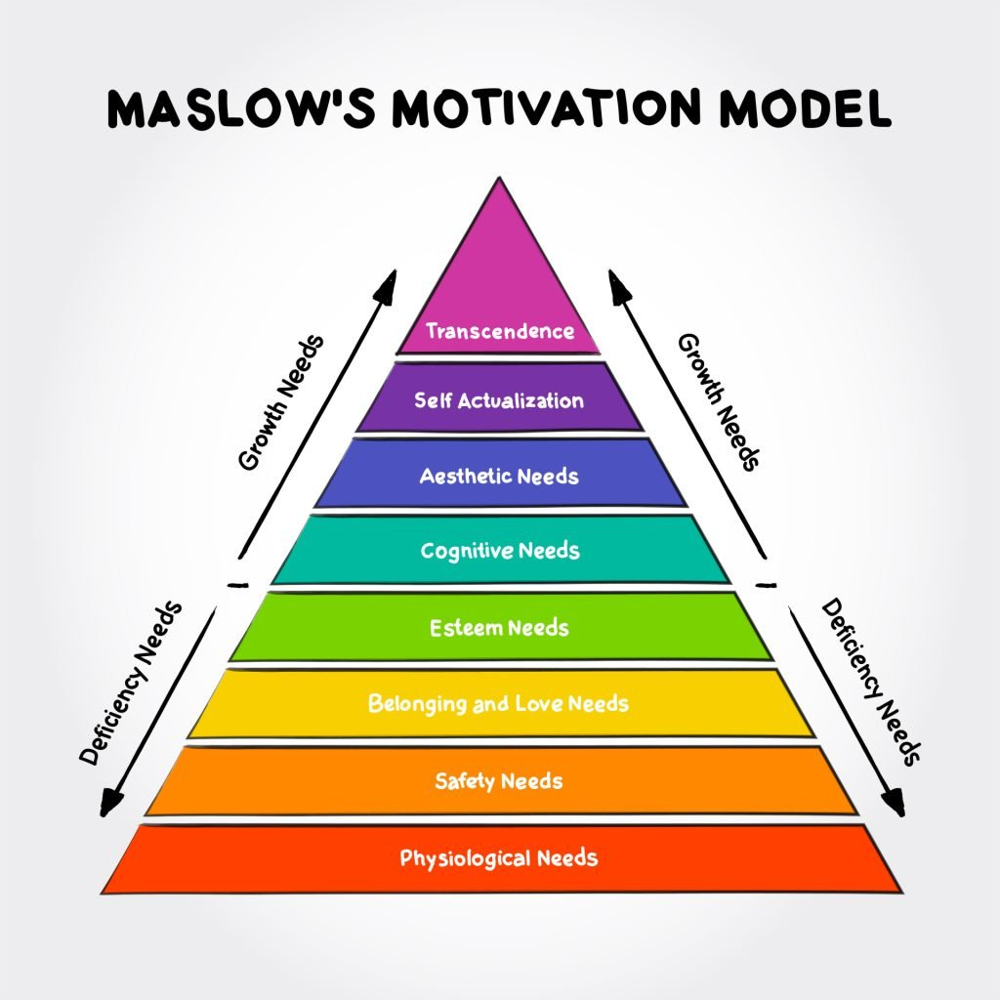 MASLOW'S MOTIVATION MODEL
Transcendence
Growth Needs
Growth Needs
Self Actualization
Aesthetic Needs
Cognitive Needs
Esteem Needs
Deficiency Needs
Deficiency Needs
Belonging and Love Needs
Safety Needs
Physiological Needs